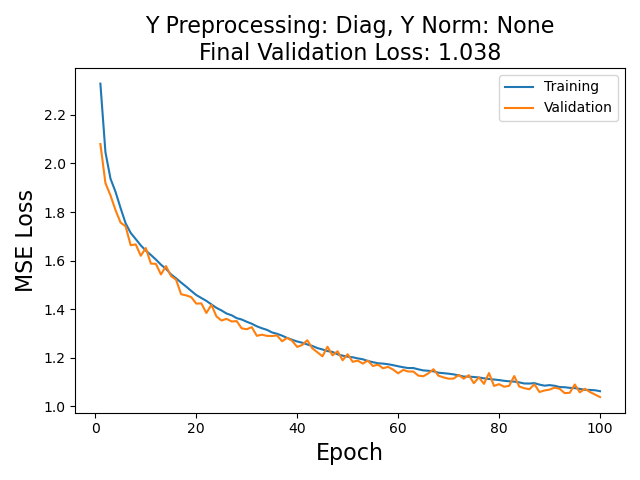 Y Preprocessing: Diag, Y Norm: None
Final Validation Loss: 1.038
Training
Validation
MSE Loss
2.2
2.0
1.8
1.6
1.4
1.2
1.0
0
20
40
60
80
100
Epoch